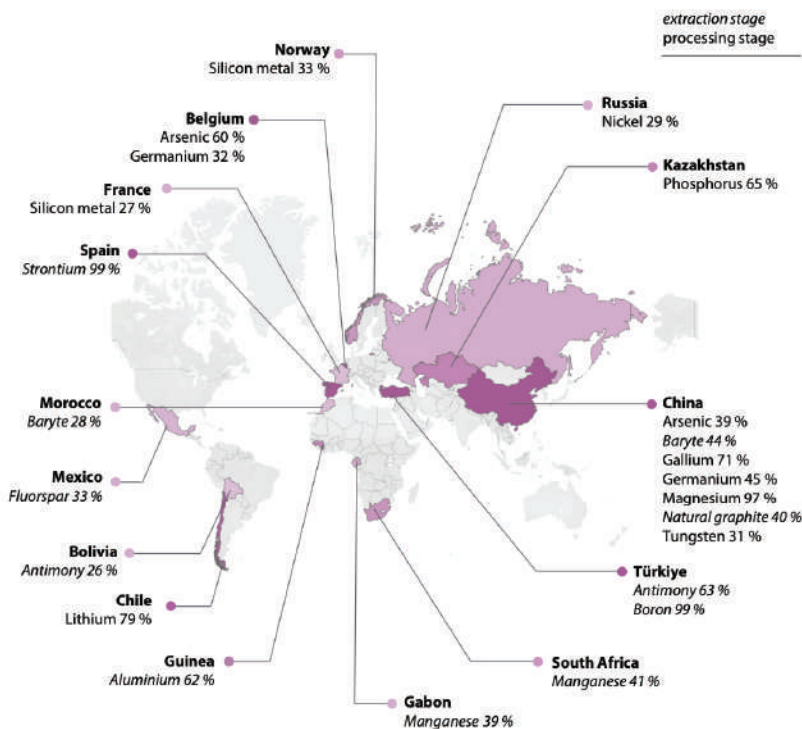 extraction stage
processing stage
Norway
Silicon metal 33 %
Belgium
Arsenic 60 %
Germanium 32 %
France
Silicon metal 27 %
Spain
Strontium 99 %
Morocco
Baryte 28 %
Mexico
Fluorspar 33 %
Bolivia
Antimony 26 %
Chile
Lithium 79 %
Guinea
Aluminium 62 %
Gabon
Manganese 39 %
South Africa
Manganese 41 %
Türkiye
Antimony 63 %
Boron 99 %
China
Arsenic 39 %
Baryte 44 %
Gallium 71 %
Germanium 45 %
Magnesium 97 %
Natural graphite 40 %
Tungsten 31 %
Kazakhstan
Phosphorus 65 %
Russia
Nickel 29 %